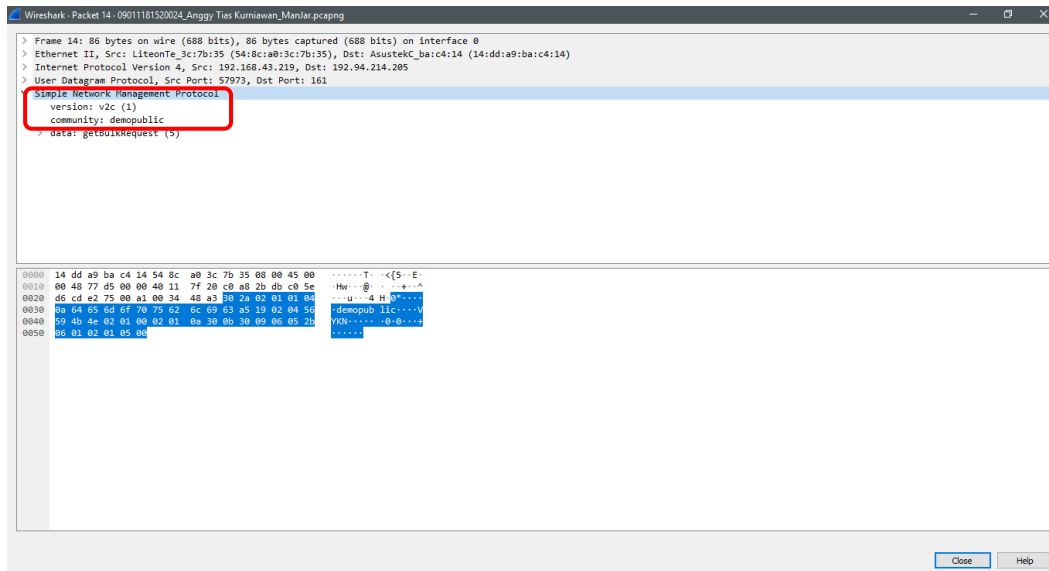 Wireshark · Packet 14 · 09011181520024_Anggy Tias Kurniawan_ManJar.pcapng
> Frame 14: 86 bytes on wire (688 bits), 86 bytes captured (688 bits) on interface 0
> Ethernet II, Src: LiteonTe_3c:7b:35 (54:8c:a0:3c:7b:35), Dst: AsustekC_ba:c4:14 (14:dd:a9:ba:c4:14)
> Internet Protocol Version 4, Src: 192.168.43.219, Dst: 192.94.214.205
> User Datagram Protocol, Src Port: 57973, Dst Port: 161
Simple Network Management Protocol
version: v2c (1)
community: demopublic
> data: getBulkRequest (5)
0000 14 dd a9 ba c4 14 54 8c a0 3c 7b 35 08 00 45 00 ······T· ·<{5··E·
0010 00 48 77 d5 00 00 40 11 7f 20 c0 a8 2b db c0 5e ·Hw···@· · ··+··^
0020 d6 cd e2 75 00 a1 00 34 48 a3 30 2a 02 01 01 04 ···u···4 H·0*····
0030 0a 64 65 6d 6f 70 75 62 6c 69 63 a5 19 02 04 56 ·demopub lic····V
0040 59 4b 4e 02 01 00 02 01 0a 30 0b 30 09 06 05 2b YKN····· ·0·0···+
0050 06 01 02 01 05 00 ······
Close Help